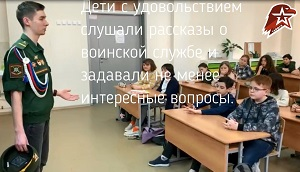 Дети с удовольствием
слушали рассказы о
воинской службе и
задавали не менее
интересные вопросы.